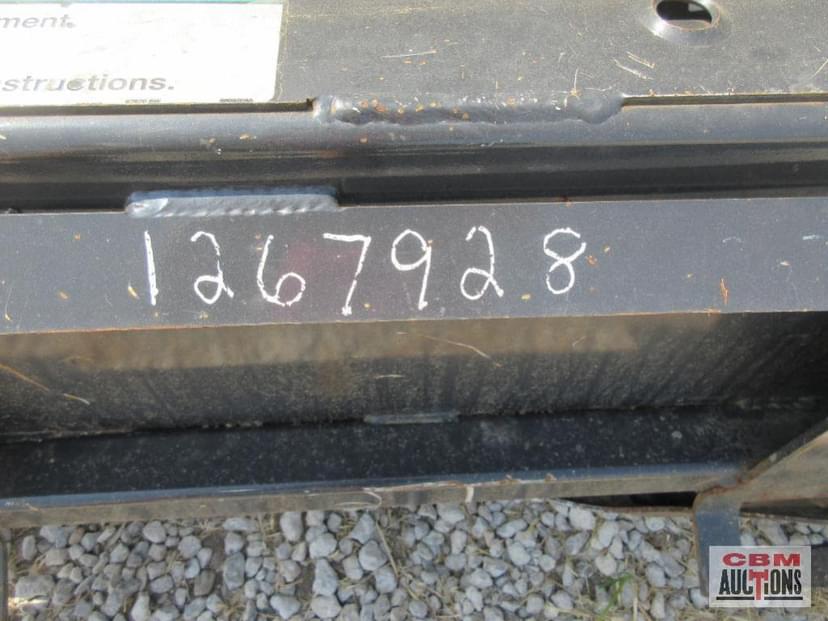 ment.
structions.
1267928
CBM
AUCTIONS